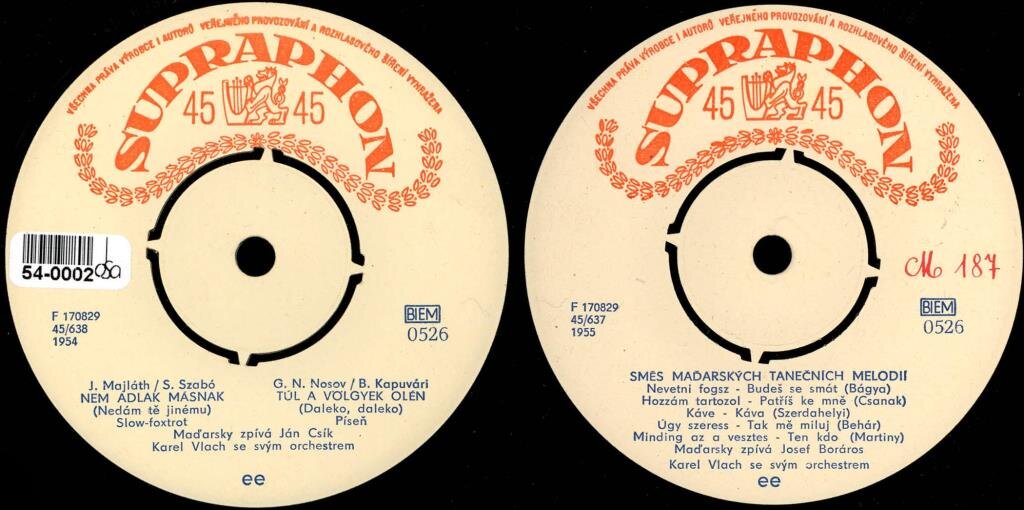 VŠECHNA PRÁVA VÝROBCE I AUTORŮ VEŘEJNÉHO PROVOZOVÁNÍ A ROZHLASOVÉHO ŠÍŘENÍ VYHRAŽENA
SUPRAPHON
45 45
54-0002
F 170829
45/638
1954
BIEM
0526
J. Majláth / S. Szabó
NEM ADLAK MÁSNAK
(Nedám tě jinému)
Slow-foxtrot
G. N. Nosov / B. Kapuvári
TÚL A VOLGYEK OLÉN
(Daleko, daleko)
Píseň
Maďarsky zpívá Ján Csík
Karel Vlach se svým orchestrem
ee
VŠECHNA PRÁVA VÝROBCE I AUTORŮ VEŘEJNÉHO PROVOZOVÁNÍ A ROZHLASOVÉHO ŠÍŘENÍ VYHRAŽENA
SUPRAPHON
45 45
M 187
F 170829
45/637
1955
BIEM
0526
SMĚS MAĎARSKÝCH TANEČNÍCH MELODIÍ
Nevetni fogsz - Budeš se smát (Bágya)
Hozzám tartozol - Patříš ke mně (Csanak)
Káve - Káva (Szerdahelyi)
Úgy szeress - Tak mě miluj (Behár)
Minding az a vesztes - Ten kdo (Martiny)
Maďarsky zpívá Josef Boráros
Karel Vlach se svým orchestrem
ee